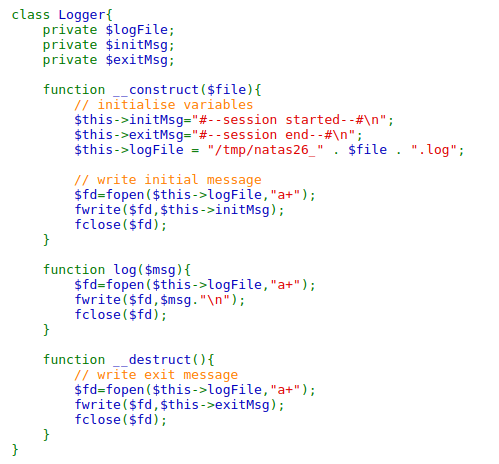 class Logger{
    private $logFile;
    private $initMsg;
    private $exitMsg;

    function __construct($file){
        // initialise variables
        $this->initMsg="#--session started--#\n";
        $this->exitMsg="#--session end--#\n";
        $this->logFile = "/tmp/natas26_" . $file . ".log";

        // write initial message
        $fd=fopen($this->logFile,"a+");
        fwrite($fd,$this->initMsg);
        fclose($fd);
    }

    function log($msg){
        $fd=fopen($this->logFile,"a+");
        fwrite($fd,$msg."\n");
        fclose($fd);
    }

    function __destruct(){
        // write exit message
        $fd=fopen($this->logFile,"a+");
        fwrite($fd,$this->exitMsg);
        fclose($fd);
    }
}